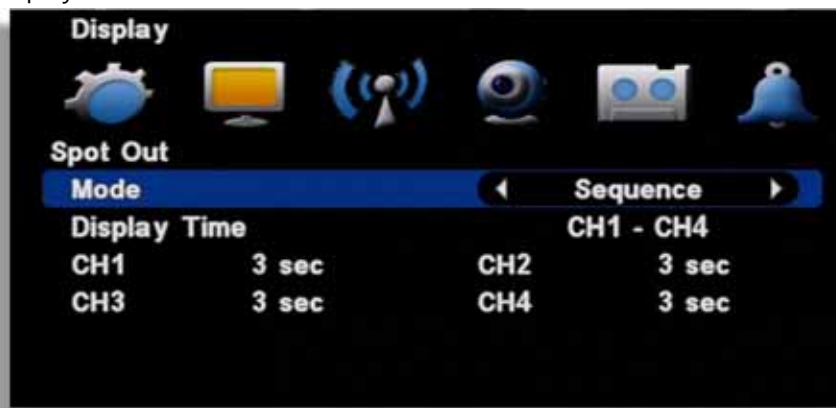 Display
Spot Out
Mode Sequence
Display Time CH1 - CH4
CH1 3 sec CH2 3 sec
CH3 3 sec CH4 3 sec